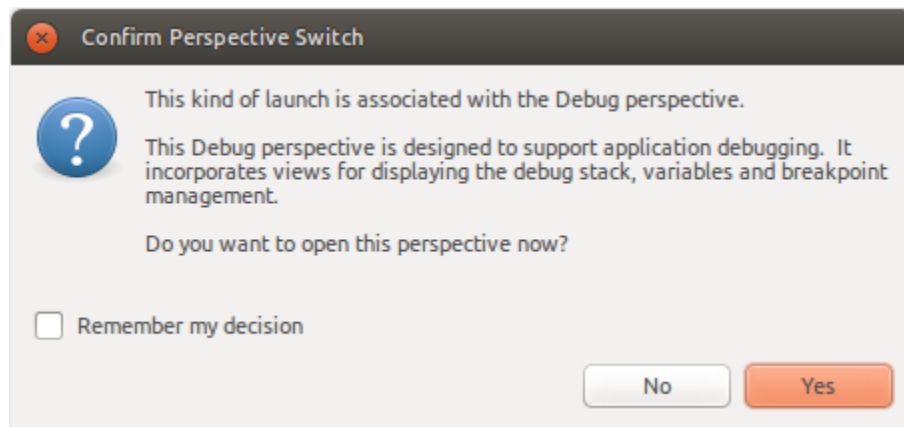 Confirm Perspective Switch
This kind of launch is associated with the Debug perspective.
This Debug perspective is designed to support application debugging.  It
incorporates views for displaying the debug stack, variables and breakpoint
management.
Do you want to open this perspective now?
Remember my decision
No
Yes